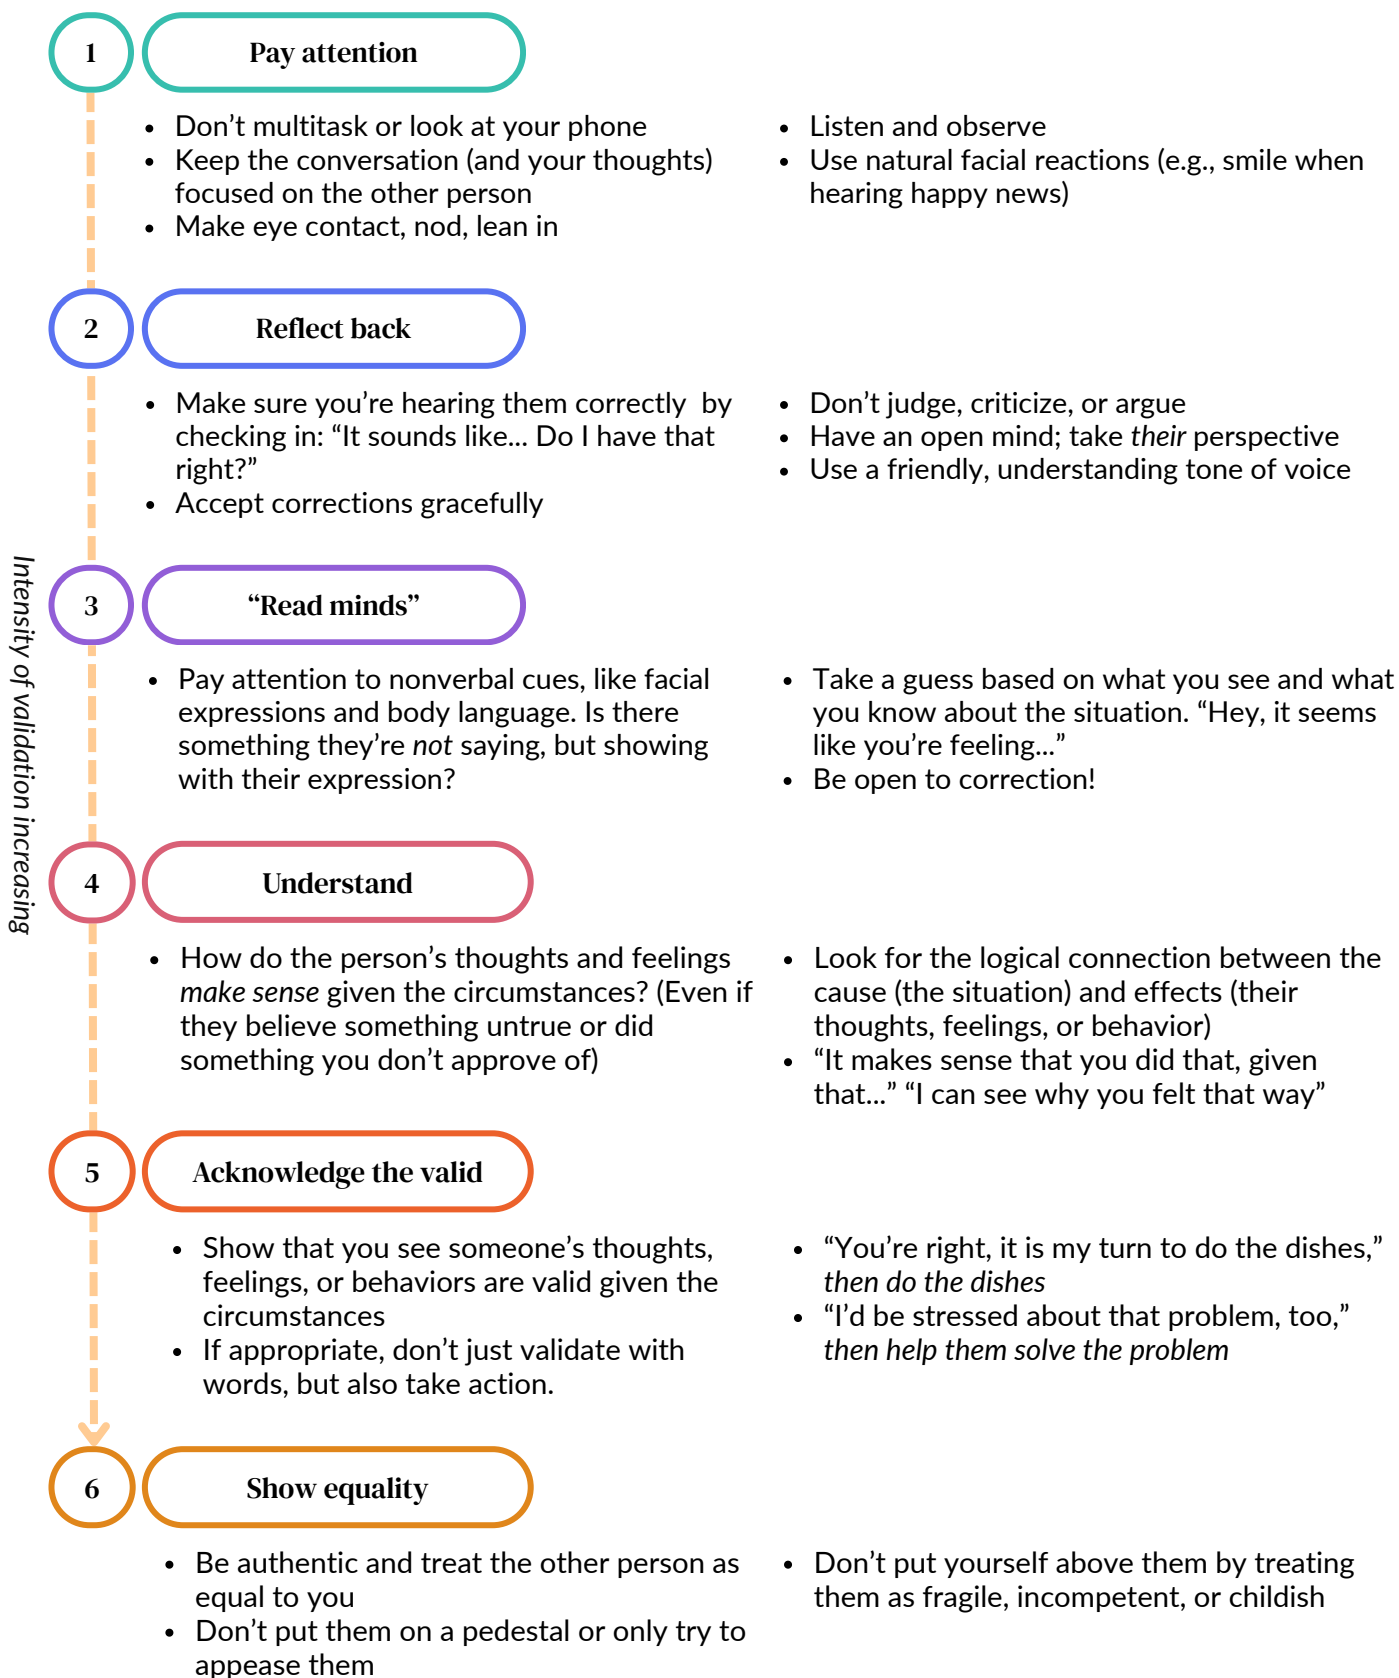 1
Pay attention
• Don’t multitask or look at your phone
• Keep the conversation (and your thoughts)
focused on the other person
• Make eye contact, nod, lean in
• Listen and observe
• Use natural facial reactions (e.g., smile when
hearing happy news)
2
Reflect back
• Make sure you’re hearing them correctly by
checking in: “It sounds like... Do I have that
right?”
• Accept corrections gracefully
• Don’t judge, criticize, or argue
• Have an open mind; take their perspective
• Use a friendly, understanding tone of voice
Intensity of validation increasing
3
“Read minds”
• Pay attention to nonverbal cues, like facial
expressions and body language. Is there
something they’re not saying, but showing
with their expression?
• Take a guess based on what you see and what
you know about the situation. “Hey, it seems
like you’re feeling...”
• Be open to correction!
4
Understand
• How do the person’s thoughts and feelings
make sense given the circumstances? (Even if
they believe something untrue or did
something you don’t approve of)
• Look for the logical connection between the
cause (the situation) and effects (their
thoughts, feelings, or behavior)
• “It makes sense that you did that, given
that...” “I can see why you felt that way”
5
Acknowledge the valid
• Show that you see someone’s thoughts,
feelings, or behaviors are valid given the
circumstances
• If appropriate, don’t just validate with
words, but also take action.
• “You’re right, it is my turn to do the dishes,”
then do the dishes
• “I’d be stressed about that problem, too,”
then help them solve the problem
6
Show equality
• Be authentic and treat the other person as
equal to you
• Don’t put them on a pedestal or only try to
appease them
• Don’t put yourself above them by treating
them as fragile, incompetent, or childish